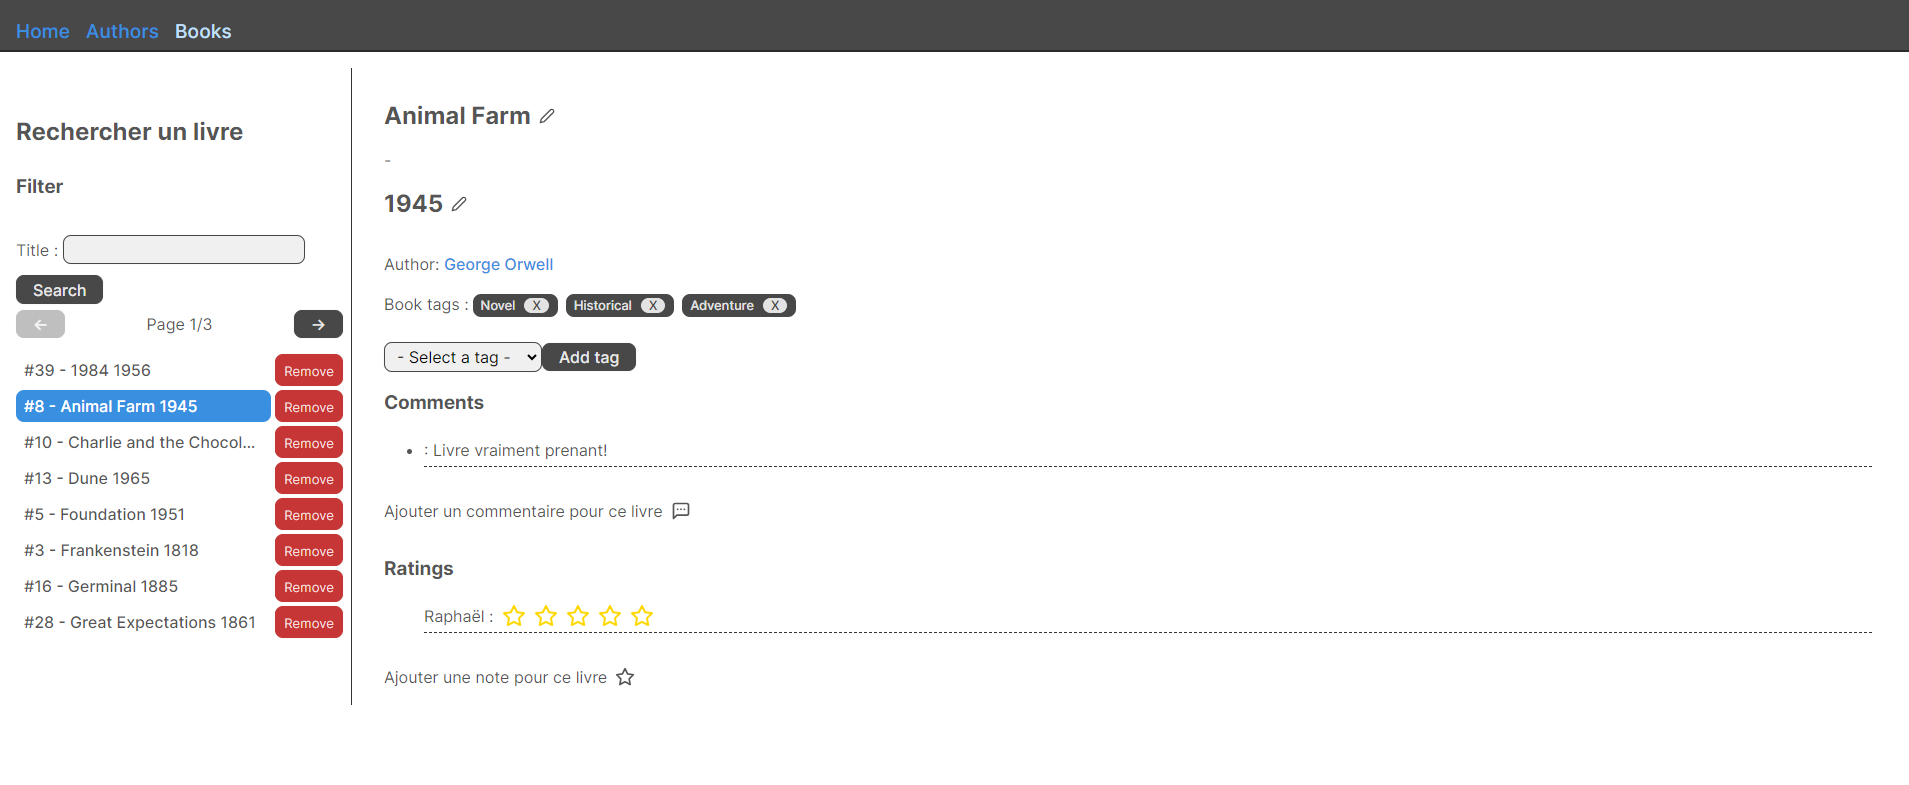 Home Authors Books
Rechercher un livre
Filter
Title :
Search
← Page 1/3 →
#39 - 1984 1956 Remove
#8 - Animal Farm 1945 Remove
#10 - Charlie and the Chocol... Remove
#13 - Dune 1965 Remove
#5 - Foundation 1951 Remove
#3 - Frankenstein 1818 Remove
#16 - Germinal 1885 Remove
#28 - Great Expectations 1861 Remove
Animal Farm
-
1945
Author: George Orwell
Book tags : Novel X Historical X Adventure X
- Select a tag - Add tag
Comments
• : Livre vraiment prenant!
Ajouter un commentaire pour ce livre
Ratings
Raphaël :
Ajouter une note pour ce livre